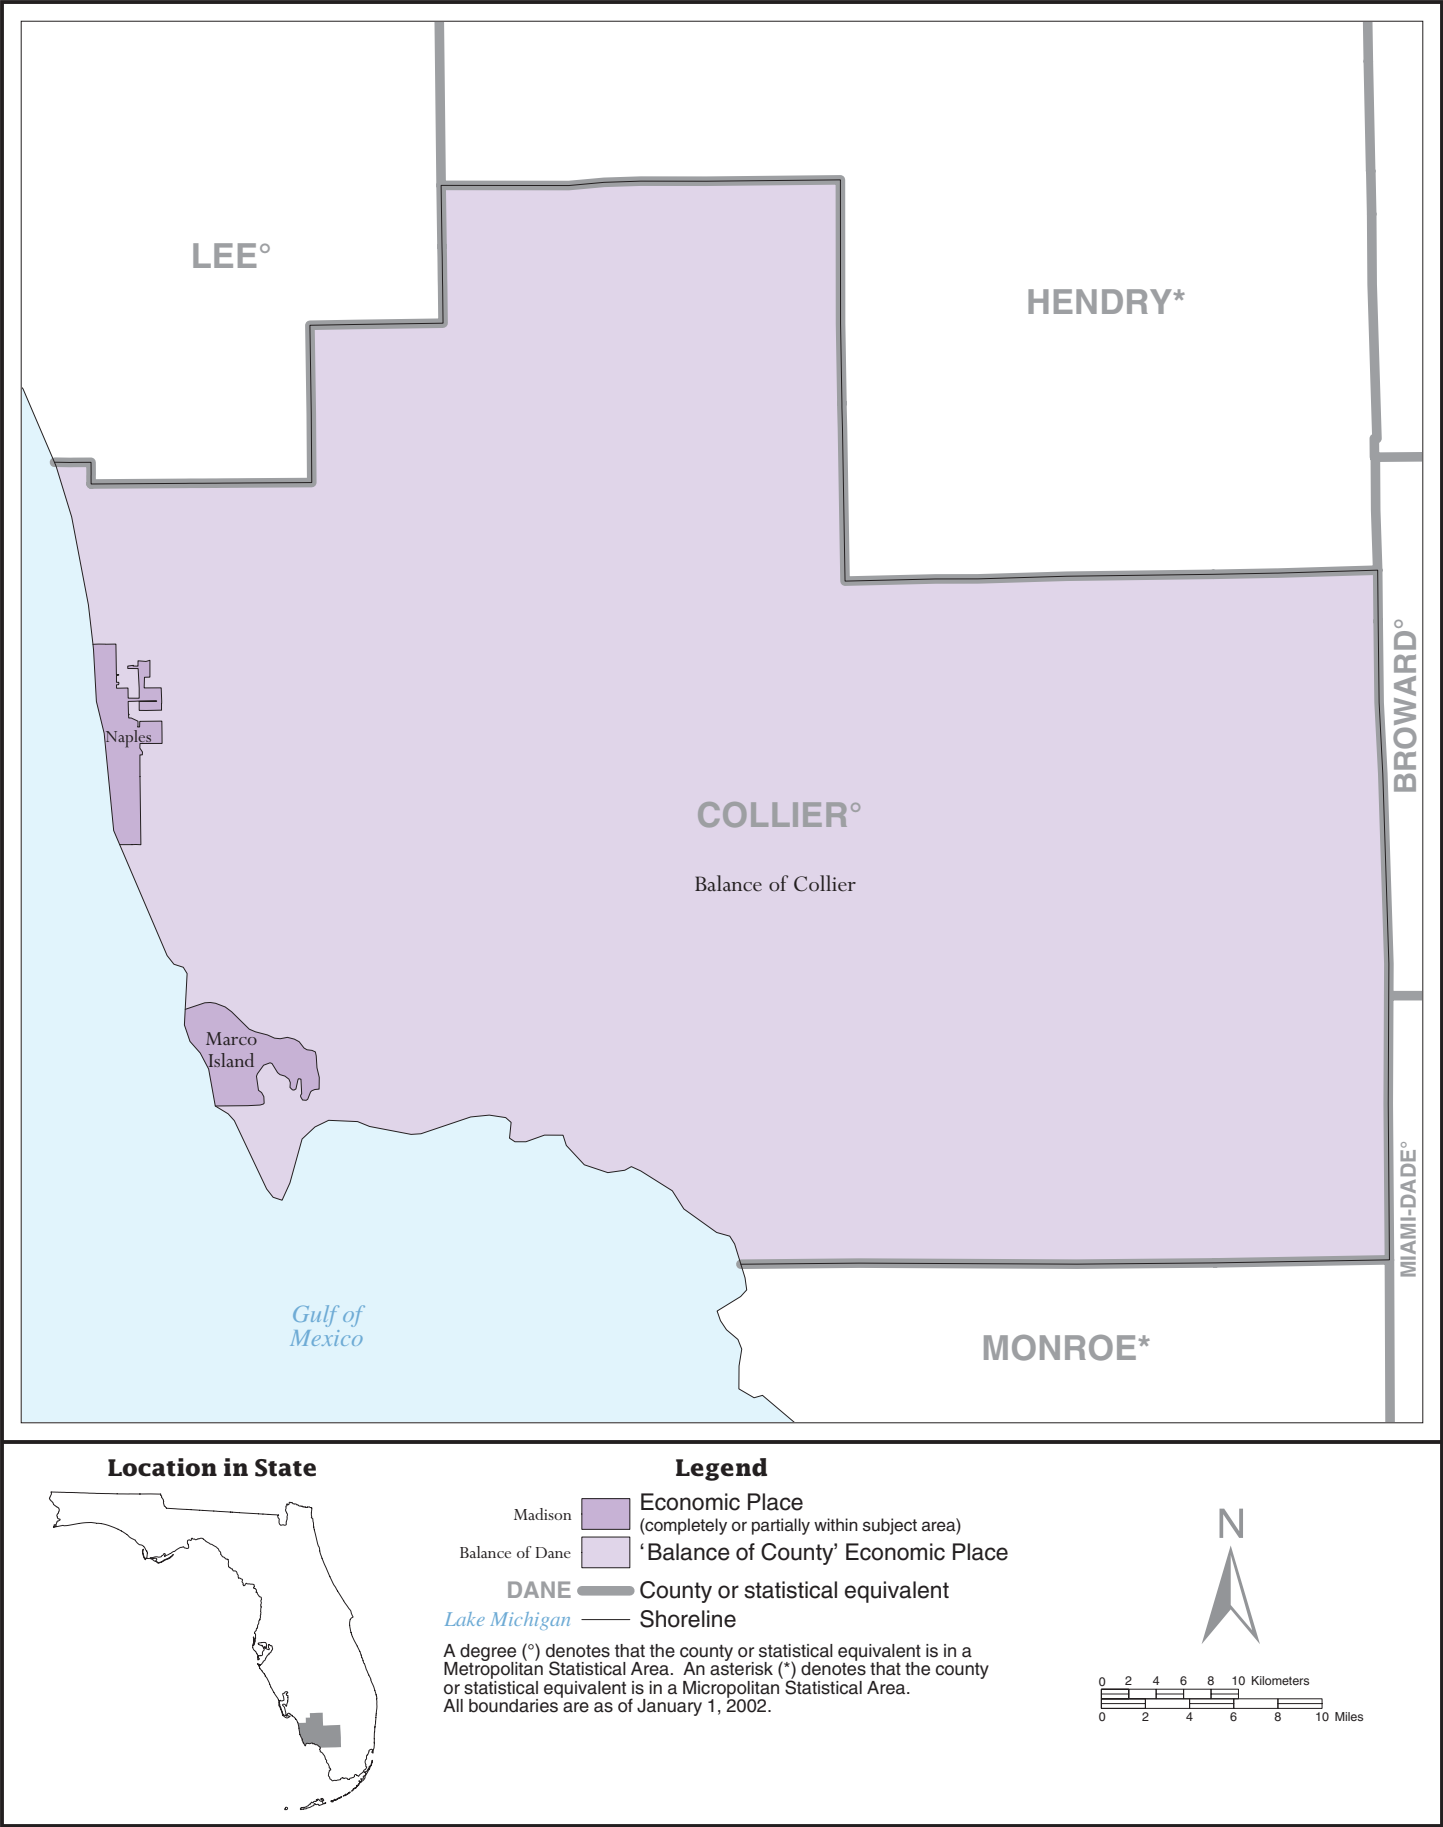 LEE°
HENDRY*
BROWARD°
Naples
COLLIER°
Balance of Collier
Marco
Island
MIAMI-DADE°
Gulf of
Mexico
MONROE*
Location in State
Legend
Madison
Economic Place
(completely or partially within subject area)
Balance of Dane
‘Balance of County’ Economic Place
DANE
County or statistical equivalent
Lake Michigan
Shoreline
A degree (°) denotes that the county or statistical equivalent is in a
Metropolitan Statistical Area.  An asterisk (*) denotes that the county
or statistical equivalent is in a Micropolitan Statistical Area.
All boundaries are as of January 1, 2002.
N
0 2 4 6 8 10 Kilometers
0 2 4 6 8 10 Miles